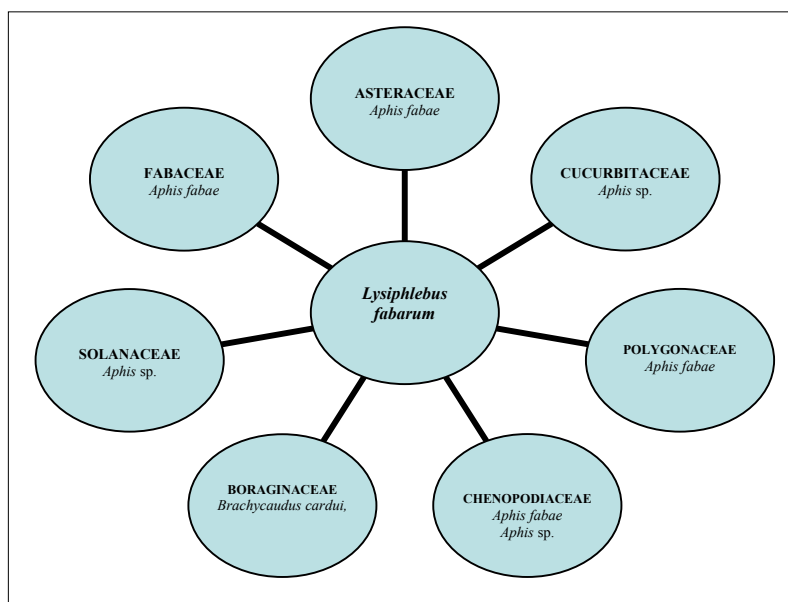 ASTERACEAE
Aphis fabae
FABACEAE
Aphis fabae
CUCURBITACEAE
Aphis sp.
Lysiphlebus
fabarum
SOLANACEAE
Aphis sp.
POLYGONACEAE
Aphis fabae
BORAGINACEAE
Brachycaudus cardui,
CHENOPODIACEAE
Aphis fabae
Aphis sp.